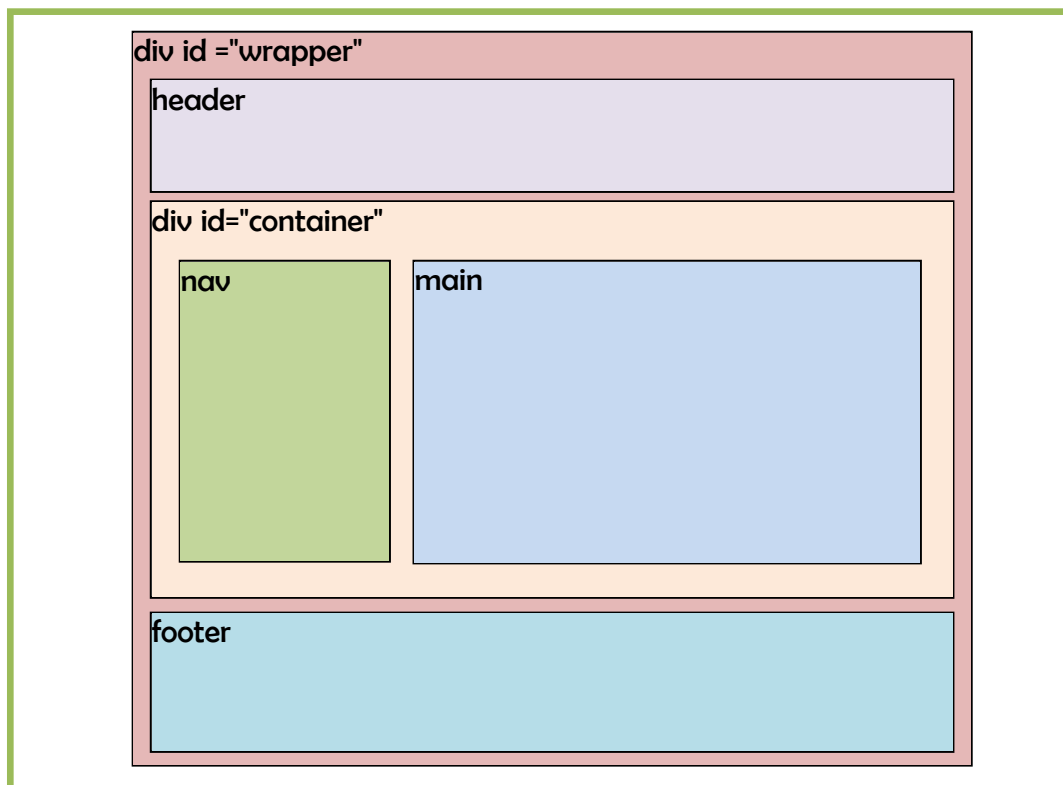 div id ="wrapper"
header
div id="container"
nav
main
footer